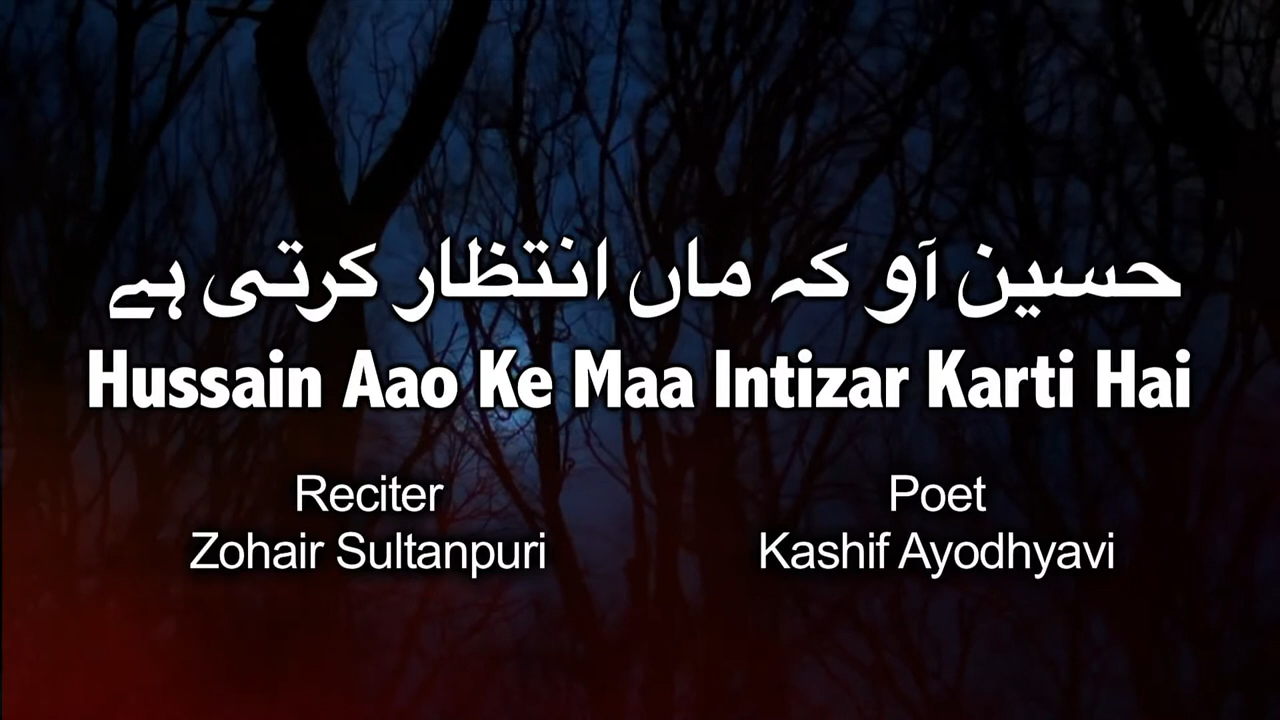 حسین آو کہ ماں انتظار کرتی ہے
Hussain Aao Ke Maa Intizar Karti Hai
Reciter
Zohair Sultanpuri
Poet
Kashif Ayodhyavi